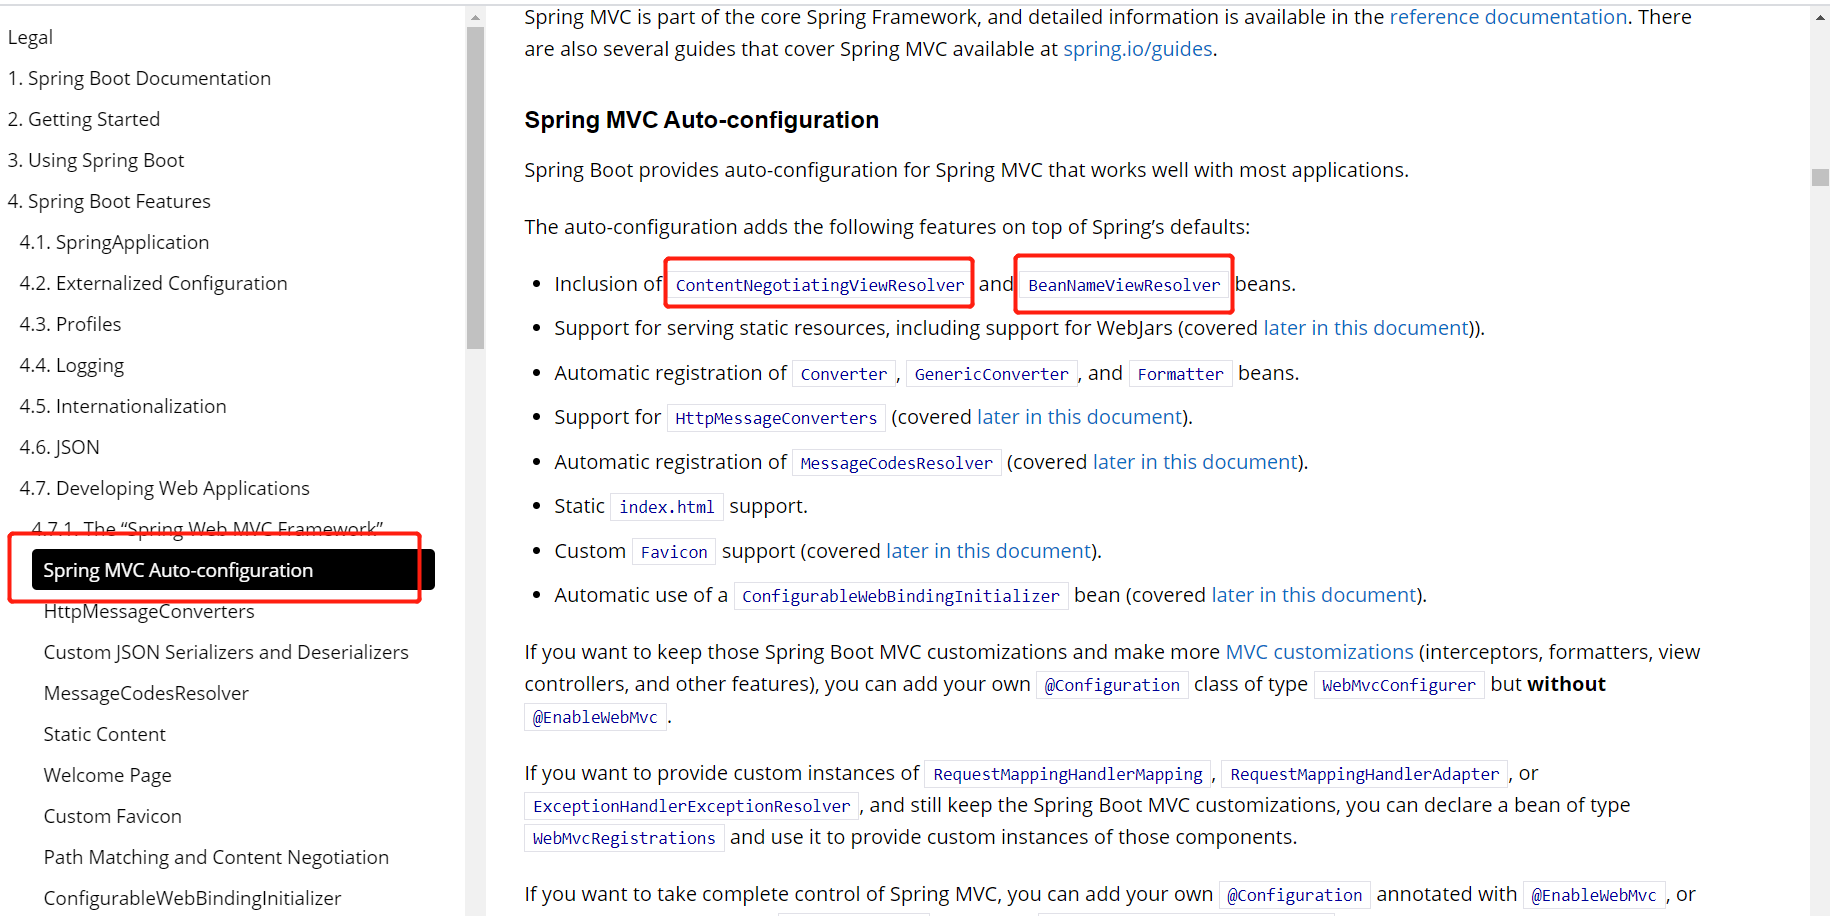 Legal
1. Spring Boot Documentation
2. Getting Started
3. Using Spring Boot
4. Spring Boot Features
4.1. SpringApplication
4.2. Externalized Configuration
4.3. Profiles
4.4. Logging
4.5. Internationalization
4.6. JSON
4.7. Developing Web Applications
4.7.1. The “Spring Web MVC Framework”
Spring MVC Auto-configuration
HttpMessageConverters
Custom JSON Serializers and Deserializers
MessageCodesResolver
Static Content
Welcome Page
Custom Favicon
Path Matching and Content Negotiation
ConfigurableWebBindingInitializer
Spring MVC is part of the core Spring Framework, and detailed information is available in the reference documentation. There
are also several guides that cover Spring MVC available at spring.io/guides.
Spring MVC Auto-configuration
Spring Boot provides auto-configuration for Spring MVC that works well with most applications.
The auto-configuration adds the following features on top of Spring’s defaults:
• Inclusion of ContentNegotiatingViewResolver and BeanNameViewResolver beans.
• Support for serving static resources, including support for WebJars (covered later in this document)).
• Automatic registration of Converter, GenericConverter, and Formatter beans.
• Support for HttpMessageConverters (covered later in this document).
• Automatic registration of MessageCodesResolver (covered later in this document).
• Static index.html support.
• Custom Favicon support (covered later in this document).
• Automatic use of a ConfigurableWebBindingInitializer bean (covered later in this document).
If you want to keep those Spring Boot MVC customizations and make more MVC customizations (interceptors, formatters, view
controllers, and other features), you can add your own @Configuration class of type WebMvcConfigurer but without
@EnableWebMvc.
If you want to provide custom instances of RequestMappingHandlerMapping, RequestMappingHandlerAdapter, or
ExceptionHandlerExceptionResolver, and still keep the Spring Boot MVC customizations, you can declare a bean of type
WebMvcRegistrations and use it to provide custom instances of those components.
If you want to take complete control of Spring MVC, you can add your own @Configuration annotated with @EnableWebMvc, or